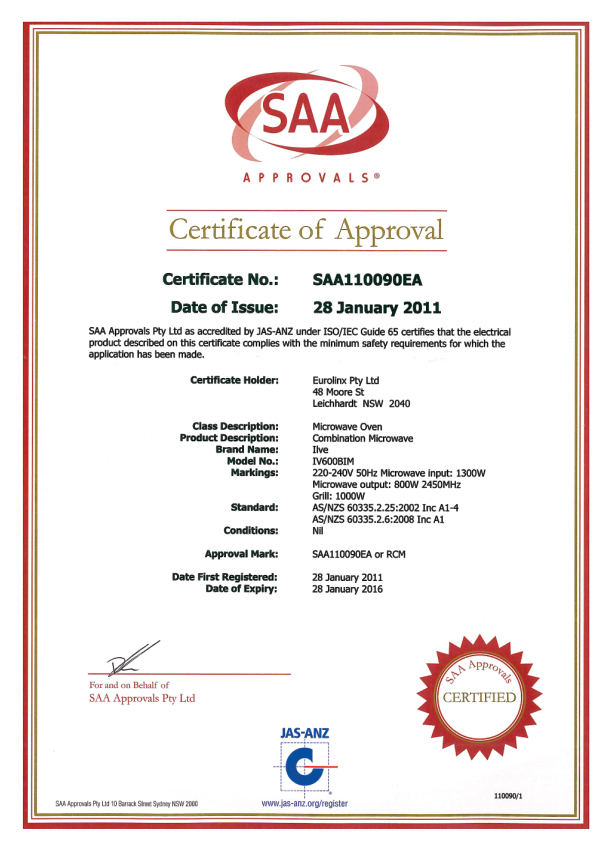 SAA
APPROVALS®
Certificate of Approval
Certificate No.: SAA110090EA
Date of Issue: 28 January 2011
SAA Approvals Pty Ltd as accredited by JAS-ANZ under ISO/IEC Guide 65 certifies that the electrical
product described on this certificate complies with the minimum safety requirements for which the
application has been made.
Certificate Holder: Eurolinx Pty Ltd
48 Moore St
Leichhardt NSW 2040
Class Description: Microwave Oven
Product Description: Combination Microwave
Brand Name: Ilve
Model No.: IV600BIM
Markings: 220-240V 50Hz Microwave input: 1300W
Microwave output: 800W 2450MHz
Grill: 1000W
Standard: AS/NZS 60335.2.25:2002 Inc A1-4
AS/NZS 60335.2.6:2008 Inc A1
Conditions: Nil
Approval Mark: SAA110090EA or RCM
Date First Registered: 28 January 2011
Date of Expiry: 28 January 2016
For and on Behalf of
SAA Approvals Pty Ltd
SAA Approvals
CERTIFIED
JAS-ANZ
www.jas-anz.org/register
110090/1
SAA Approvals Pty Ltd 10 Barrack Street Sydney NSW 2000